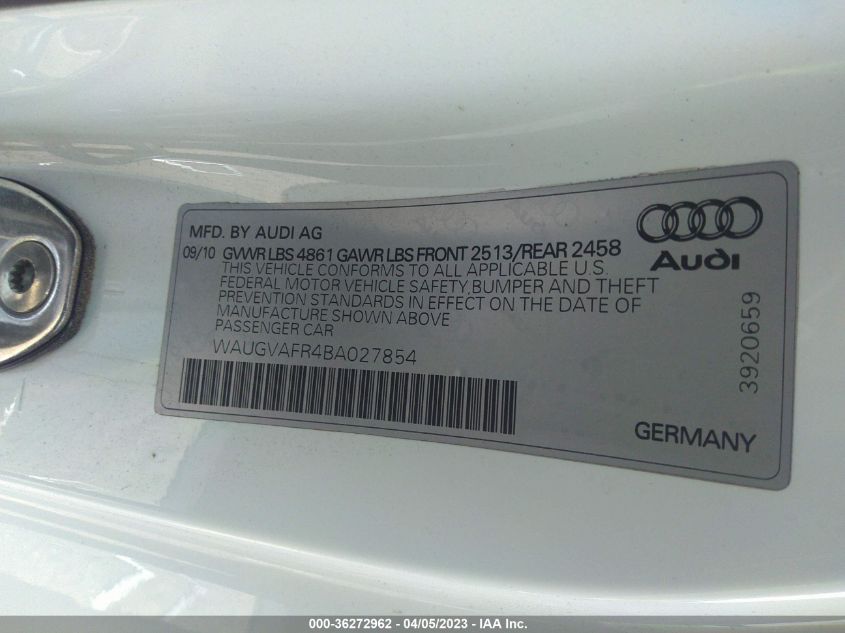 MFD. BY AUDI AG
09/10 GVWR LBS 4861 GAWR LBS FRONT 2513/REAR 2458
THIS VEHICLE CONFORMS TO ALL APPLICABLE U.S.
FEDERAL MOTOR VEHICLE SAFETY,BUMPER AND THEFT
PREVENTION STANDARDS IN EFFECT ON THE DATE OF
MANUFACTURE SHOWN ABOVE
PASSENGER CAR
WAUGVAFR4BA027854
Audi
3920659
GERMANY
000-36272962 - 04/05/2023 - IAA Inc.